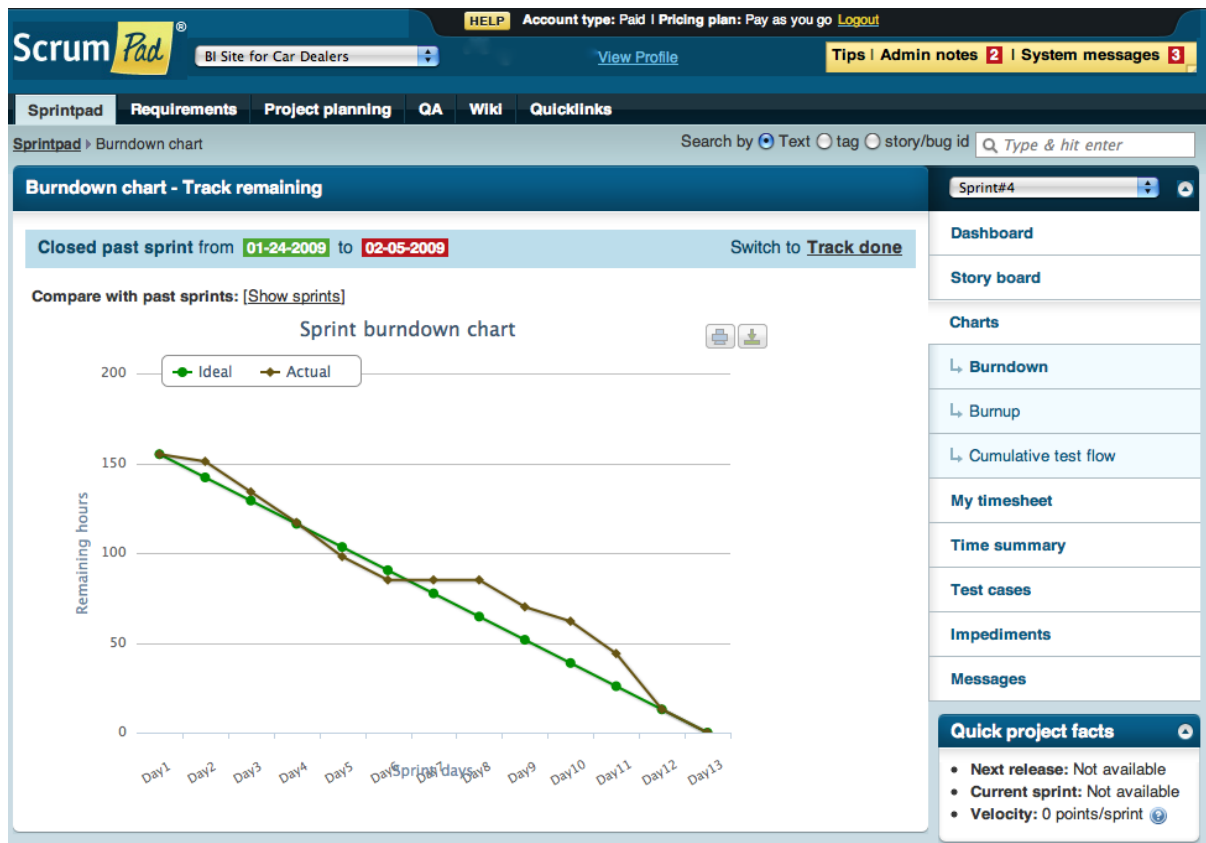 HELP Account type: Paid | Pricing plan: Pay as you go Logout
Scrum Pad ®
BI Site for Car Dealers View Profile Tips | Admin notes 2 | System messages 3
Sprintpad Requirements Project planning QA Wiki Quicklinks
Sprintpad Burndown chart Search by Text tag story/bug id Type & hit enter
Burndown chart - Track remaining
Closed past sprint from 01-24-2009 to 02-05-2009 Switch to Track done
Compare with past sprints: [Show sprints]
Sprint burndown chart
Ideal Actual
200
150
100
50
0
Remaining hours
Day1 Day2 Day3 Day4 Day5 Day6 Day7 Day8 Day9 Day10 Day11 Day12 Day13
Sprint days
Sprint#4
Dashboard
Story board
Charts
Burndown
Burnup
Cumulative test flow
My timesheet
Time summary
Test cases
Impediments
Messages
Quick project facts
• Next release: Not available
• Current sprint: Not available
• Velocity: 0 points/sprint ?